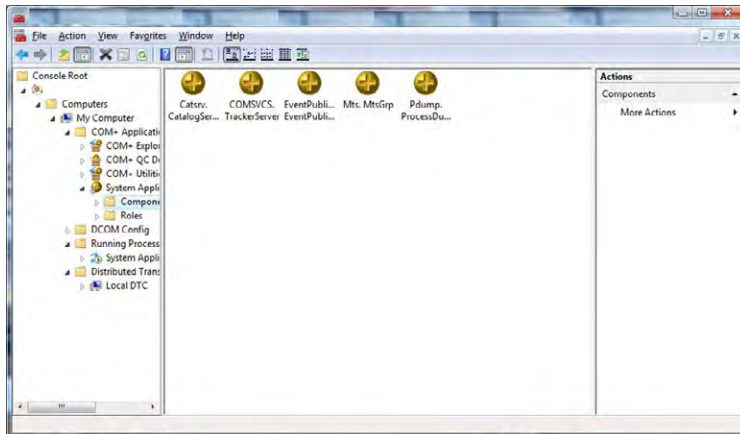 File Action View Favorites Window Help
Console Root
Computers
My Computer
COM+ Applicati
COM+ Explo
COM+ QC D
COM+ Utiliti
System Appli
Compone
Roles
DCOM Config
Running Process
System Appli
Distributed Trans
Local DTC
Catsrv.
CatalogSer...
COMSVCS.
TrackerServer
EventPubli...
EventPubli...
Mts. MtsGrp
Pdump.
ProcessDu...
Actions
Components
More Actions